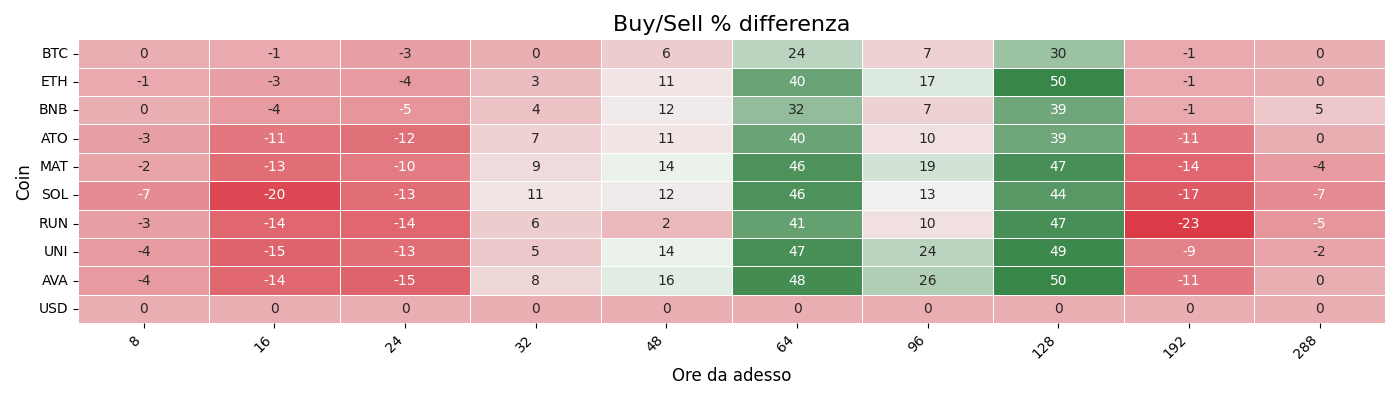 Buy/Sell % differenza
Coin
BTC 0 -1 -3 0 6 24 7 30 -1 0
ETH -1 -3 -4 3 11 40 17 50 -1 0
BNB 0 -4 -5 4 12 32 7 39 -1 5
ATO -3 -11 -12 7 11 40 10 39 -11 0
MAT -2 -13 -10 9 14 46 19 47 -14 -4
SOL -7 -20 -13 11 12 46 13 44 -17 -7
RUN -3 -14 -14 6 2 41 10 47 -23 -5
UNI -4 -15 -13 5 14 47 24 49 -9 -2
AVA -4 -14 -15 8 16 48 26 50 -11 0
USD 0 0 0 0 0 0 0 0 0 0
8 16 24 32 48 64 96 128 192 288
Ore da adesso